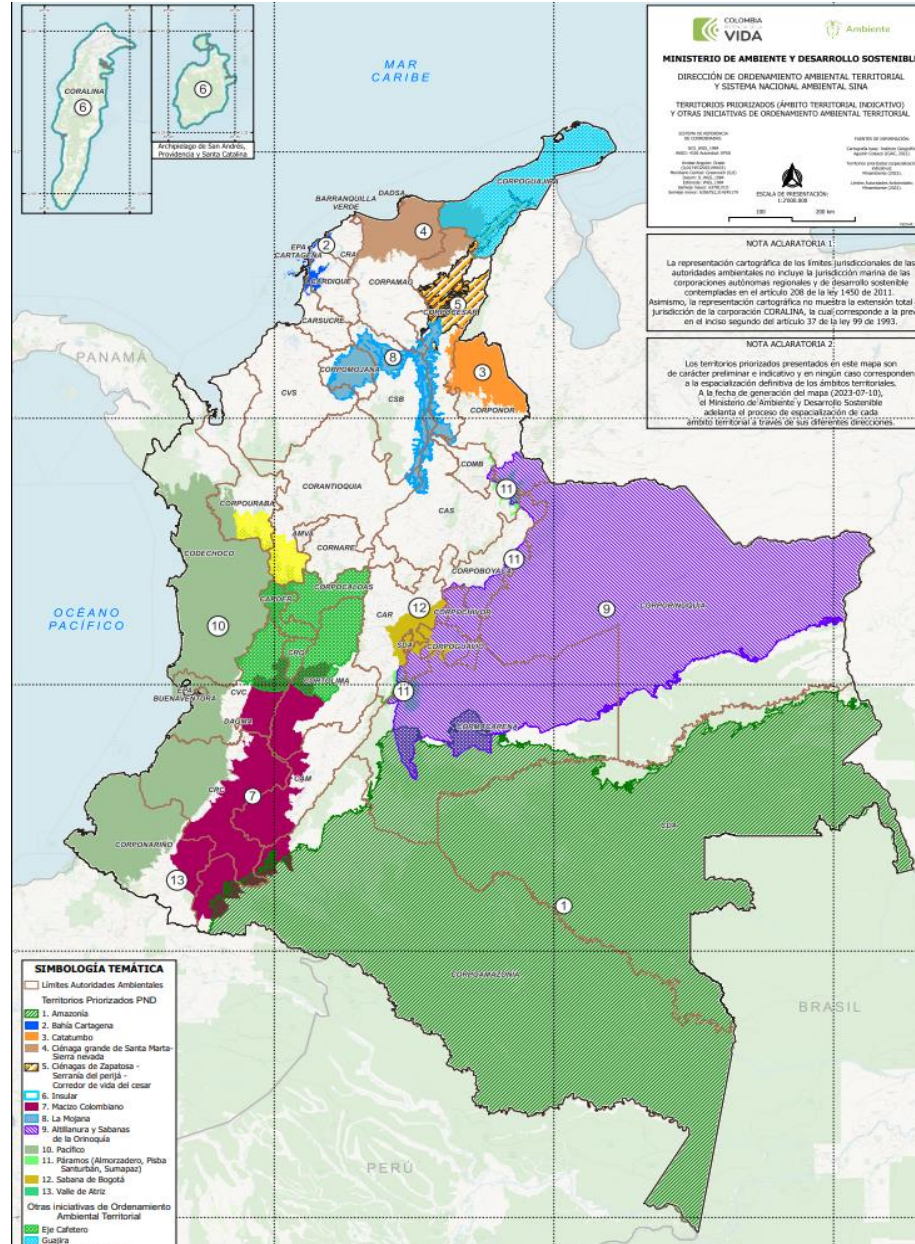 CORALINA
6
6
Archipielago de San Andrés,
Providencia y Santa Catalina
MAR
CARIBE
COLOMBIA
VIDA
Ambiente
MINISTERIO DE AMBIENTE Y DESARROLLO SOSTENIBLE
DIRECCIÓN DE ORDENAMIENTO AMBIENTAL TERRITORIAL
Y SISTEMA NACIONAL AMBIENTAL SINA
TERRITORIOS PRIORIZADOS (ÁMBITO TERRITORIAL INDICATIVO)
Y OTRAS INICIATIVAS DE ORDENAMIENTO AMBIENTAL TERRITORIAL
SISTEMA DE REFERENCIA
DE COORDENADAS:
FUENTES DE INFORMACIÓN:
ESCALA DE PRESENTACIÓN:
1:2'000.000
100
200 km
NOTA ACLARATORIA 1
La representación cartográfica de los límites jurisdiccionales de las
autoridades ambientales no incluye la jurisdicción marina de las
corporaciones autónomas regionales y de desarrollo sostenible
contempladas en el artículo 208 de la ley 1450 de 2011.
Asimismo, la representación cartográfica no muestra la extensión total
jurisdicción de la corporación CORALINA, la cual corresponde a la
en el inciso segundo del artículo 37 de la ley 99 de 1993.
NOTA ACLARATORIA 2
Los territorios priorizados presentados en este mapa son
de carácter preliminar e indicativo y en ningún caso corresponden
a la espacialización definitiva de los ámbitos territoriales.
A la fecha de generación del mapa (2023-07-10),
el Ministerio de Ambiente y Desarrollo Sostenible
adelanta el proceso de espacialización de cada
ámbito territorial a través de sus diferentes direcciones.
CORPOGUAJIRA
DADSA
BARRANQUILLA
VERDE
4
EPA
CARTAGENA
2
CRA
CARDIQUE
CORPAMAG
5
CORPOCESAR
CARSUCRE
PANAMÁ
8
CORPOMOJANA
3
CVS
CSB
CORPONOR
CDMB
11
CORANTIOQUIA
CORPOURABA
CAS
AMVA
CORNARE
CODECHOCO
CORPOBOYACA
11
CORPOCALDAS
CARDER
CAR
12
CORPOCHIVOR
CORPORINOQUIA
9
OCÉANO
PACÍFICO
10
SDA
CORPOGUAVIO
CRQ
CORTOLIMA
EPA
BUENAVENTURA
CVC
11
DAGMA
CORMACARENA
CAM
CRC
7
CDA
CORPONARIÑO
13
1
CORPOAMAZONIA
BRASIL
PERÚ
SIMBOLOGÍA TEMÁTICA
Límites Autoridades Ambientales
Territorios Priorizados PND
1. Amazonía
2. Bahía Cartagena
3. Catatumbo
4. Ciénaga grande de Santa Marta-
Sierra nevada
5. Ciénagas de Zapatosa -
Serranía del perijá -
Corredor de vida del cesar
6. Insular
7. Macizo Colombiano
8. La Mojana
9. Altillanura y Sabanas
de la Orinoquía
10. Pacífico
11. Páramos (Almorzadero, Pisba
Santurbán, Sumapaz)
12. Sabana de Bogotá
13. Valle de Atriz
Otras iniciativas de Ordenamiento
Ambiental Territorial
Eje Cafetero
Guajira